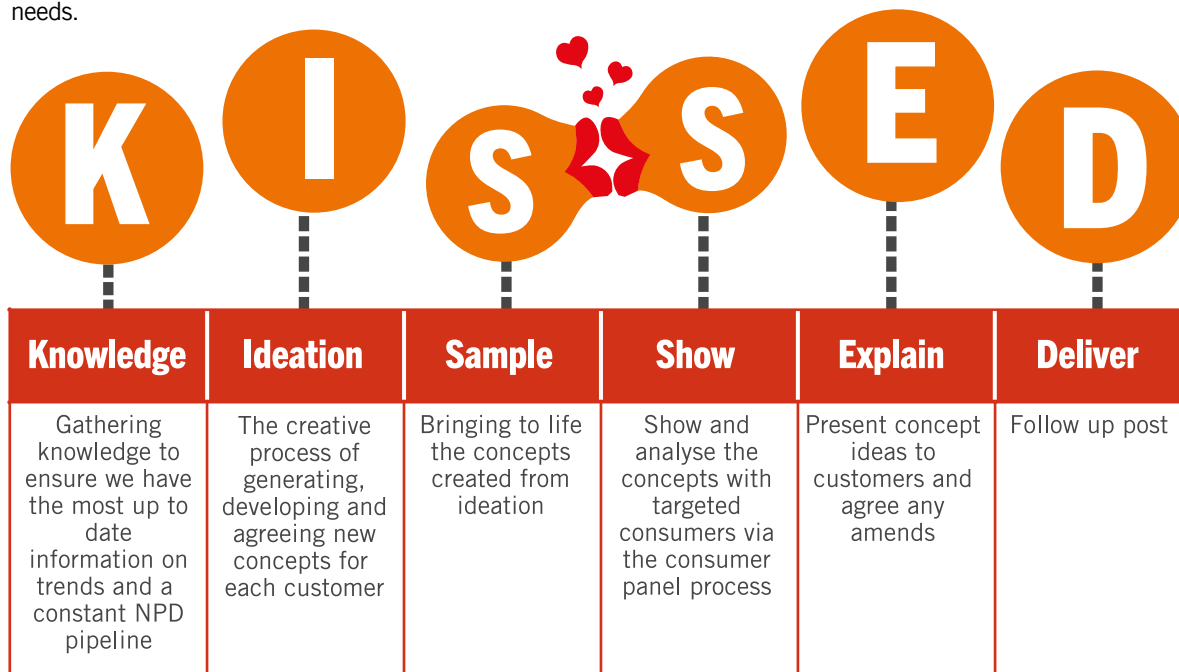 needs.
K
I
S
S
E
D
Knowledge
Ideation
Sample
Show
Explain
Deliver
Gathering
knowledge to
ensure we have
the most up to
date
information on
trends and a
constant NPD
pipeline
The creative
process of
generating,
developing and
agreeing new
concepts for
each customer
Bringing to life
the concepts
created from
ideation
Show and
analyse the
concepts with
targeted
consumers via
the consumer
panel process
Present concept
ideas to
customers and
agree any
amends
Follow up post